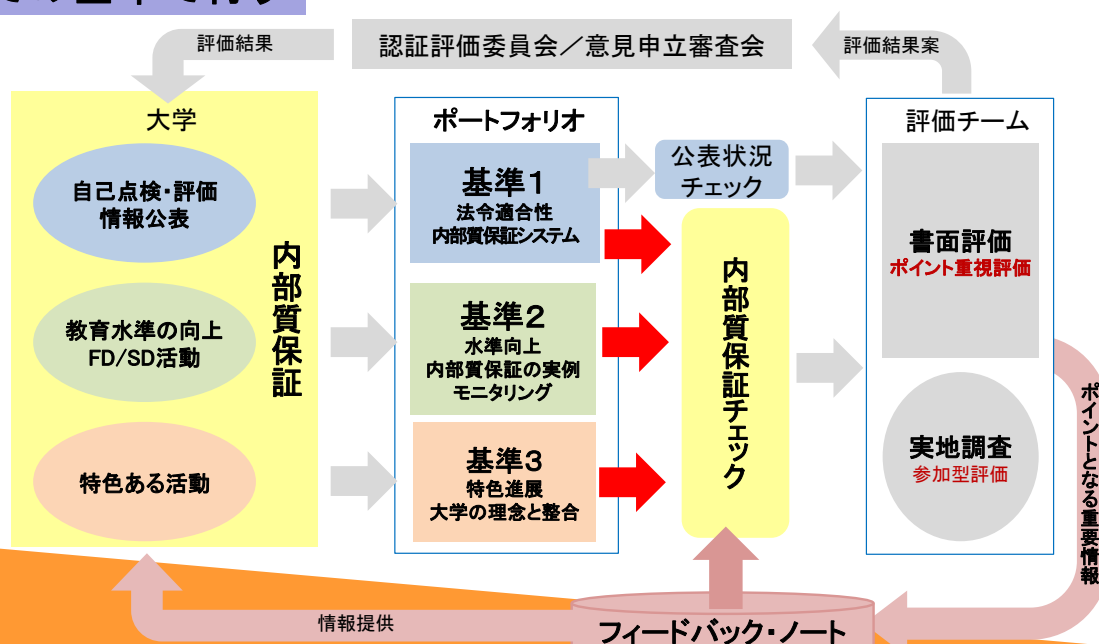 評価結果
認証評価委員会／意見申立審査会
評価結果案
大学
自己点検・評価
情報公表
教育水準の向上
FD/SD活動
特色ある活動
内部質保証
ポートフォリオ
基準1
法令適合性
内部質保証システム
基準2
水準向上
内部質保証の実例
モニタリング
基準3
特色進展
大学の理念と整合
公表状況
チェック
内部質保証チェック
評価チーム
書面評価
ポイント重視評価
実地調査
参加型評価
ポイントとなる重要情報
情報提供
フィードバック・ノート